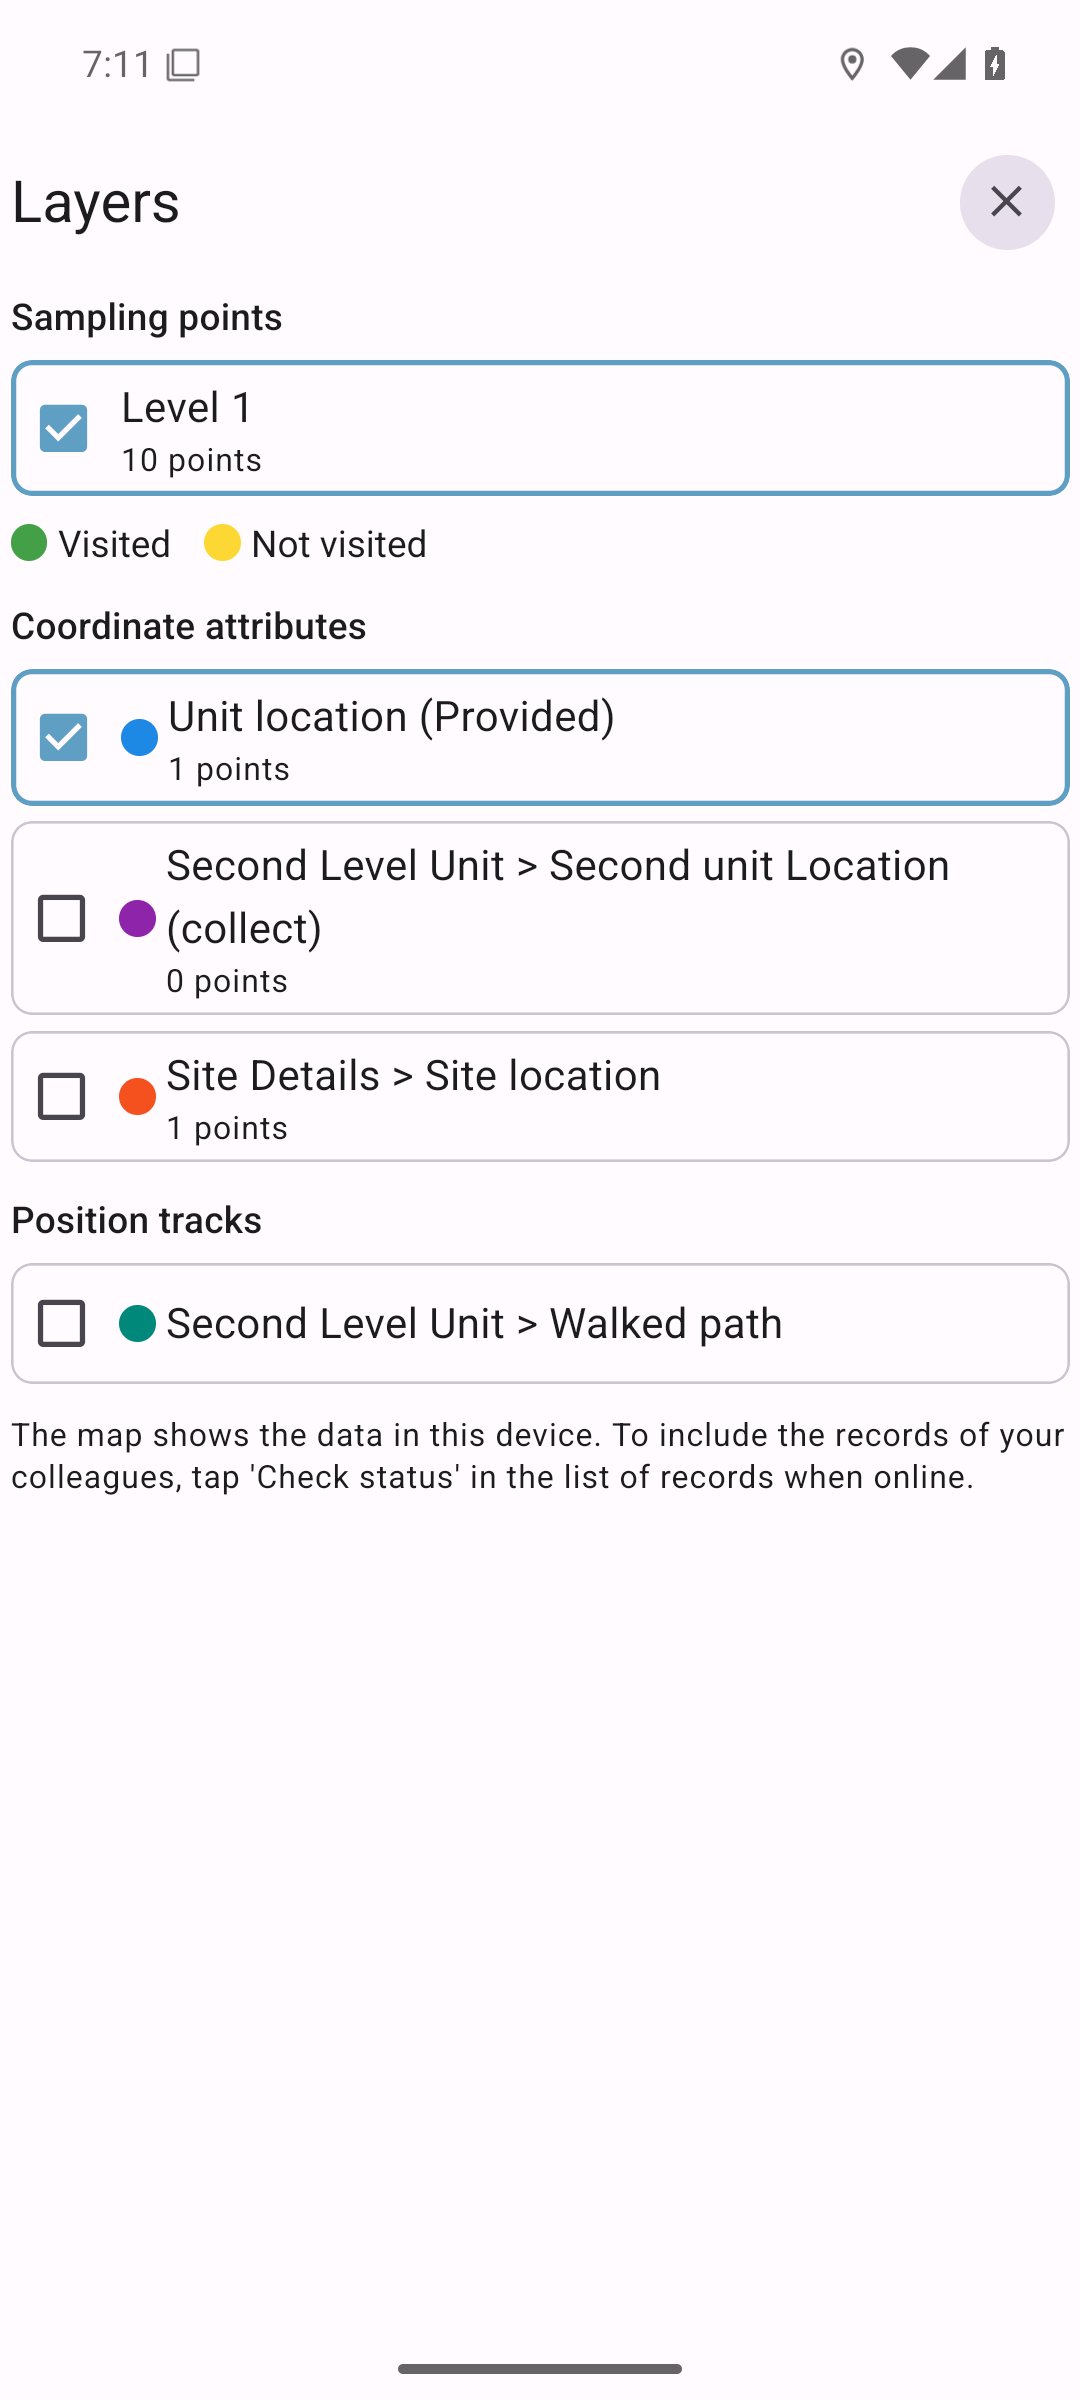 7:11
Layers
Sampling points
Level 1
10 points
Visited
Not visited
Coordinate attributes
Unit location (Provided)
1 points
Second Level Unit > Second unit Location
(collect)
0 points
Site Details > Site location
1 points
Position tracks
Second Level Unit > Walked path
The map shows the data in this device. To include the records of your
colleagues, tap 'Check status' in the list of records when online.